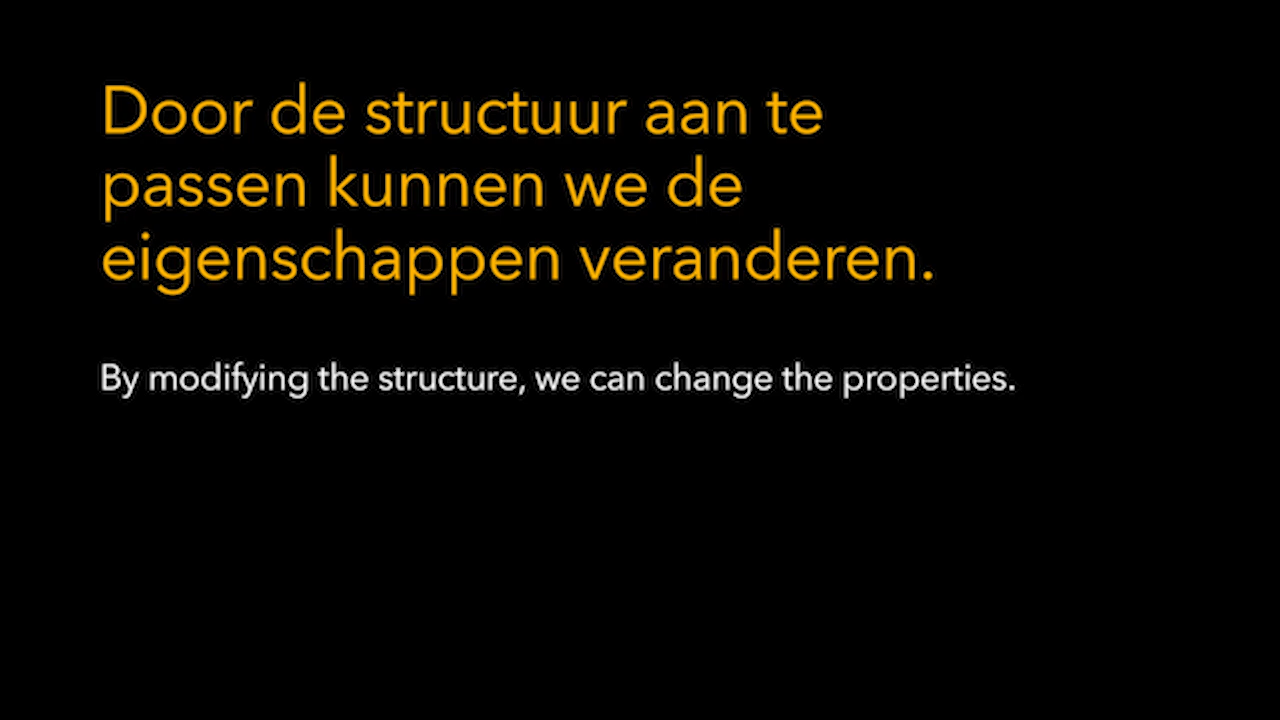 Door de structuur aan te
passen kunnen we de
eigenschappen veranderen.
By modifying the structure, we can change the properties.